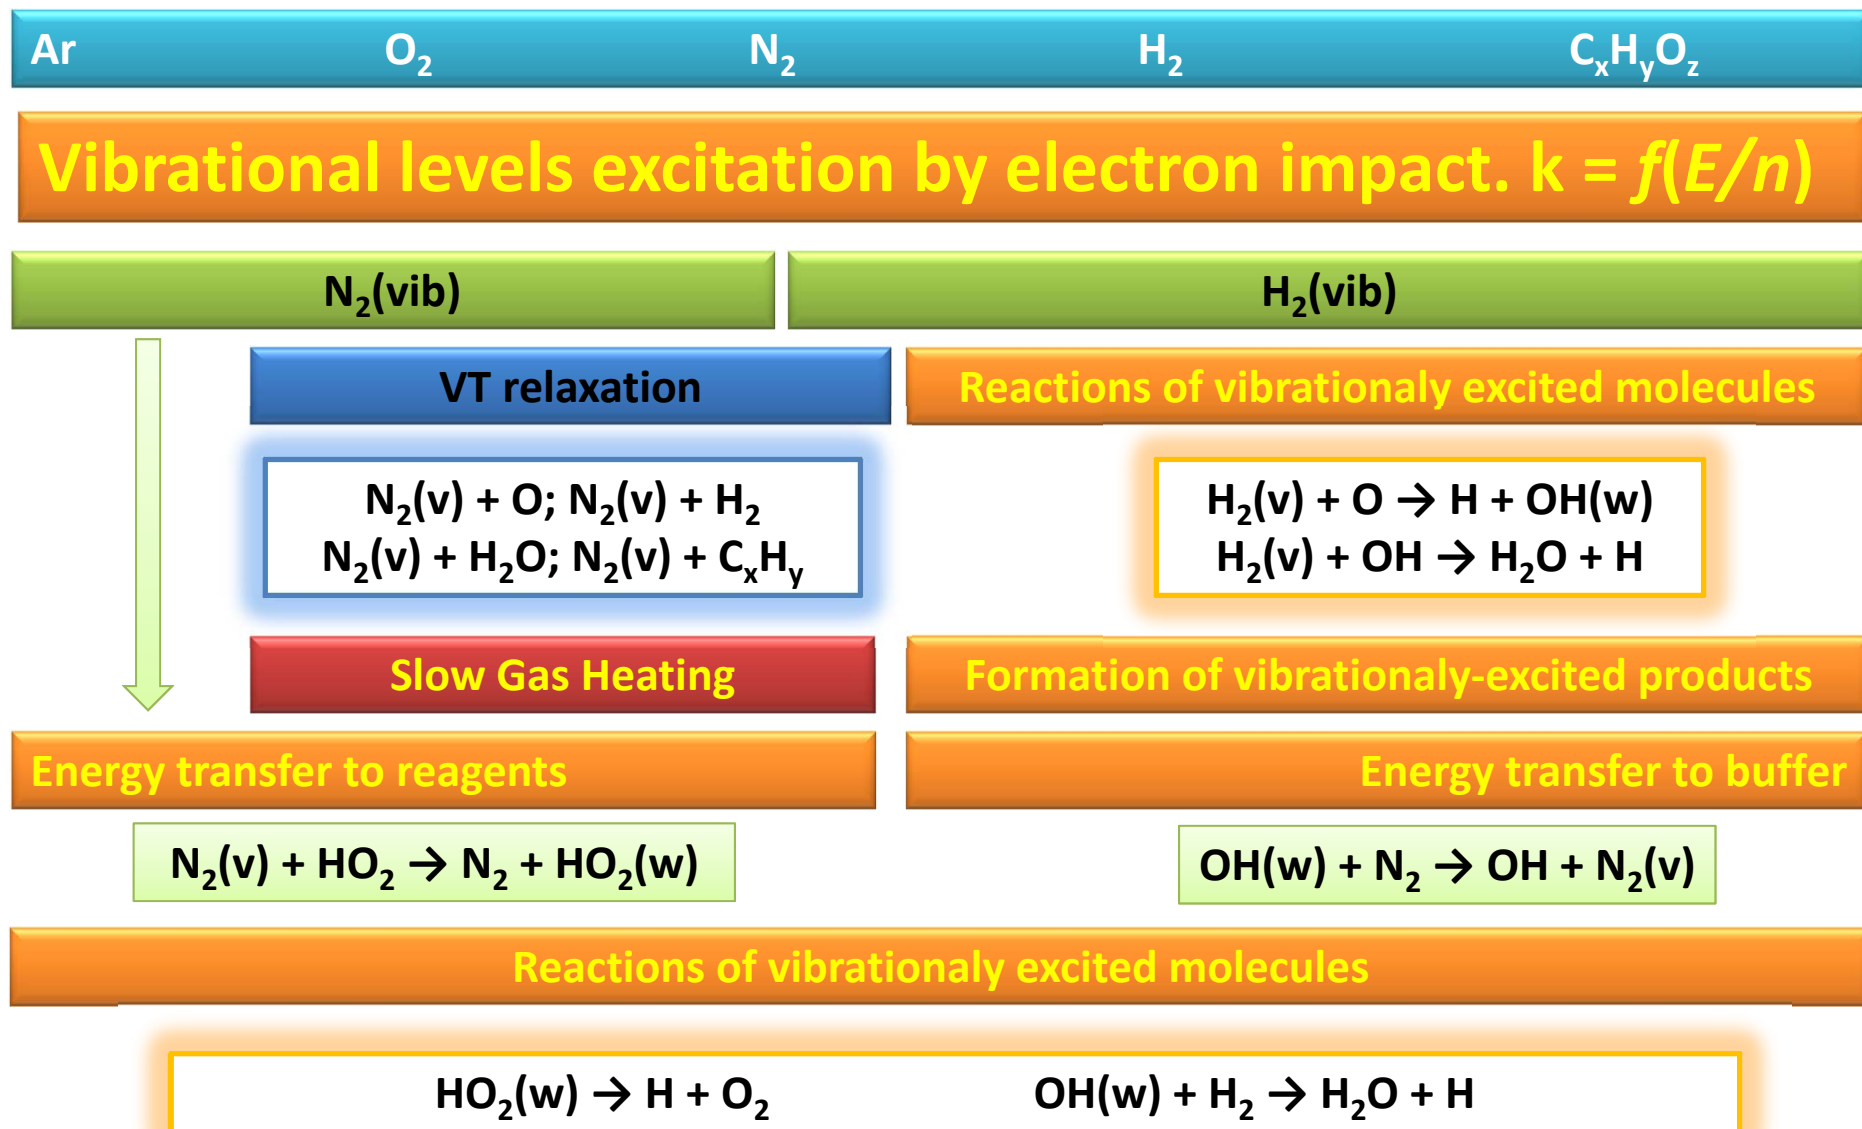 Ar O₂ N₂ H₂ CₓHᵧO_z
Vibrational levels excitation by electron impact. k = f(E/n)
N₂(vib) H₂(vib)
VT relaxation
Reactions of vibrationaly excited molecules
N₂(v) + O; N₂(v) + H₂
N₂(v) + H₂O; N₂(v) + CₓHᵧ
H₂(v) + O → H + OH(w)
H₂(v) + OH → H₂O + H
Slow Gas Heating
Formation of vibrationaly-excited products
Energy transfer to reagents
Energy transfer to buffer
N₂(v) + HO₂ → N₂ + HO₂(w)
OH(w) + N₂ → OH + N₂(v)
Reactions of vibrationaly excited molecules
HO₂(w) → H + O₂ OH(w) + H₂ → H₂O + H